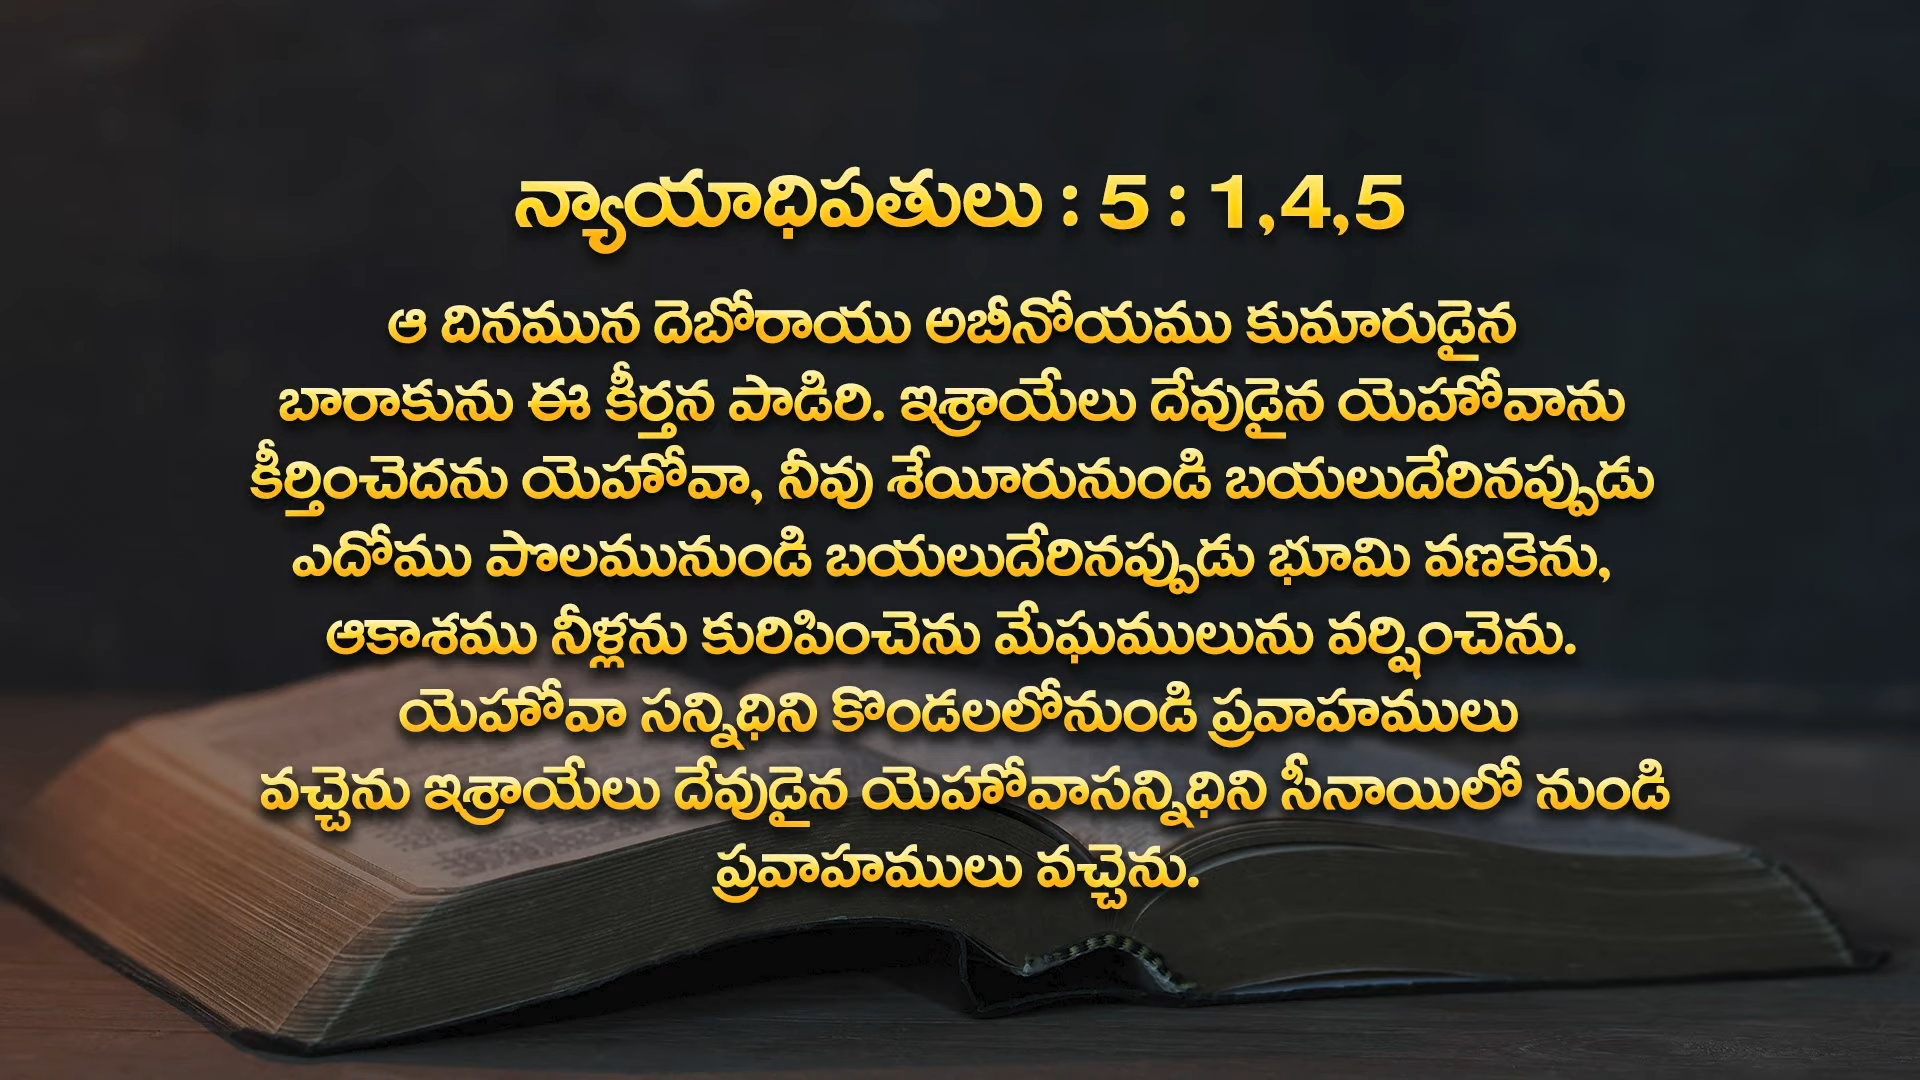 న్యాయాధిపతులు : 5 : 1,4,5
ఆ దినమున దెబోరాయు అబీనోయము కుమారుడైన
బారాకును ఈ కీర్తన పాడిరి. ఇశ్రాయేలు దేవుడైన యెహోవాను
కీర్తించెదను యెహోవా, నీవు శేయీరునుండి బయలుదేరినప్పుడు
ఎదోము పొలమునుండి బయలుదేరినప్పుడు భూమి వణకెను,
ఆకాశము నీళ్లను కురిపించెను మేఘములును వర్షించెను.
యెహోవా సన్నిధిని కొండలలోనుండి ప్రవాహములు
వచ్చెను ఇశ్రాయేలు దేవుడైన యెహోవాసన్నిధిని సీనాయిలో నుండి
ప్రవాహములు వచ్చెను.